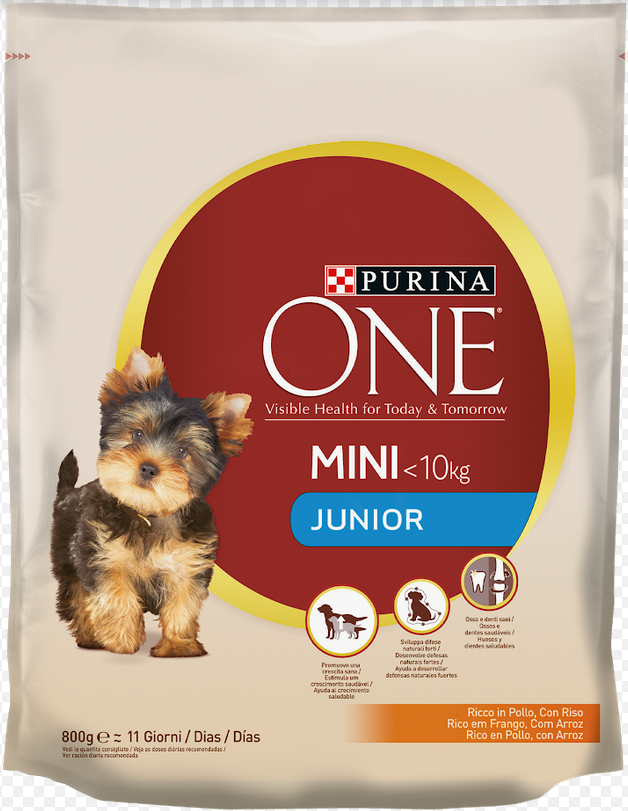 PURINA
ONE®
Visible Health for Today & Tomorrow
MINI <10kg
JUNIOR
Promuove una
crescita sana /
Estimula um
crescimento saudável /
Ayuda al crecimiento
saludable
Sviluppa difese
naturali forti /
Desenvolve defesas
naturais fortes /
Ayuda a desarrollar
defensas naturales fuertes
Ossa e denti sani /
Ossos e
dentes saudáveis /
Huesos y
dientes saludables
Ricco in Pollo, Con Riso
Rico em Frango, Com Arroz
Rico en Pollo, con Arroz
800g ℮ ≈ 11 Giorni / Dias / Días
Vedi le quantità consigliate / Veja as doses diárias recomendadas /
Ver ración diaria recomendada